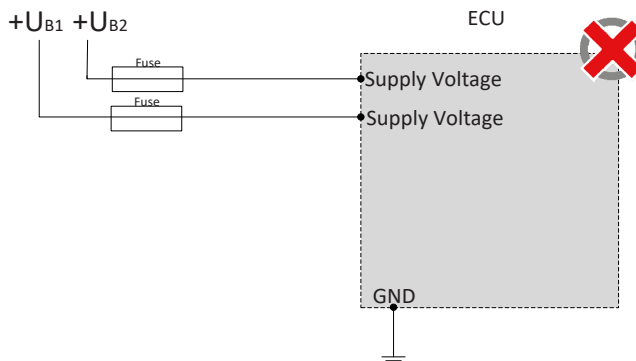 +UB1 +UB2
ECU
Fuse
Supply Voltage
Fuse
Supply Voltage
GND